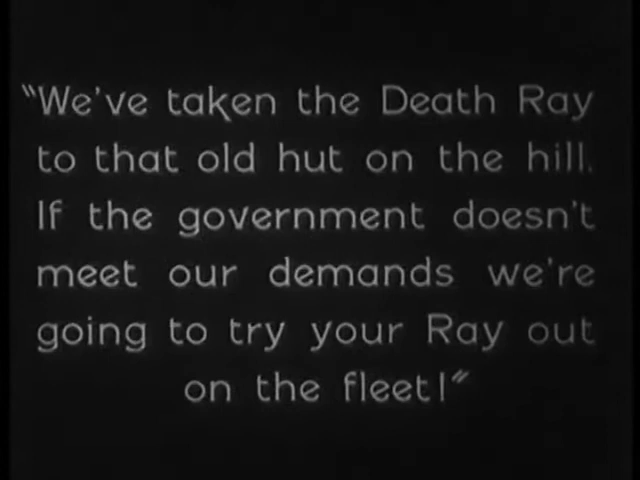 "We've taken the Death Ray
to that old hut on the hill.
If the government doesn't
meet our demands we're
going to try your Ray out
on the fleet!"